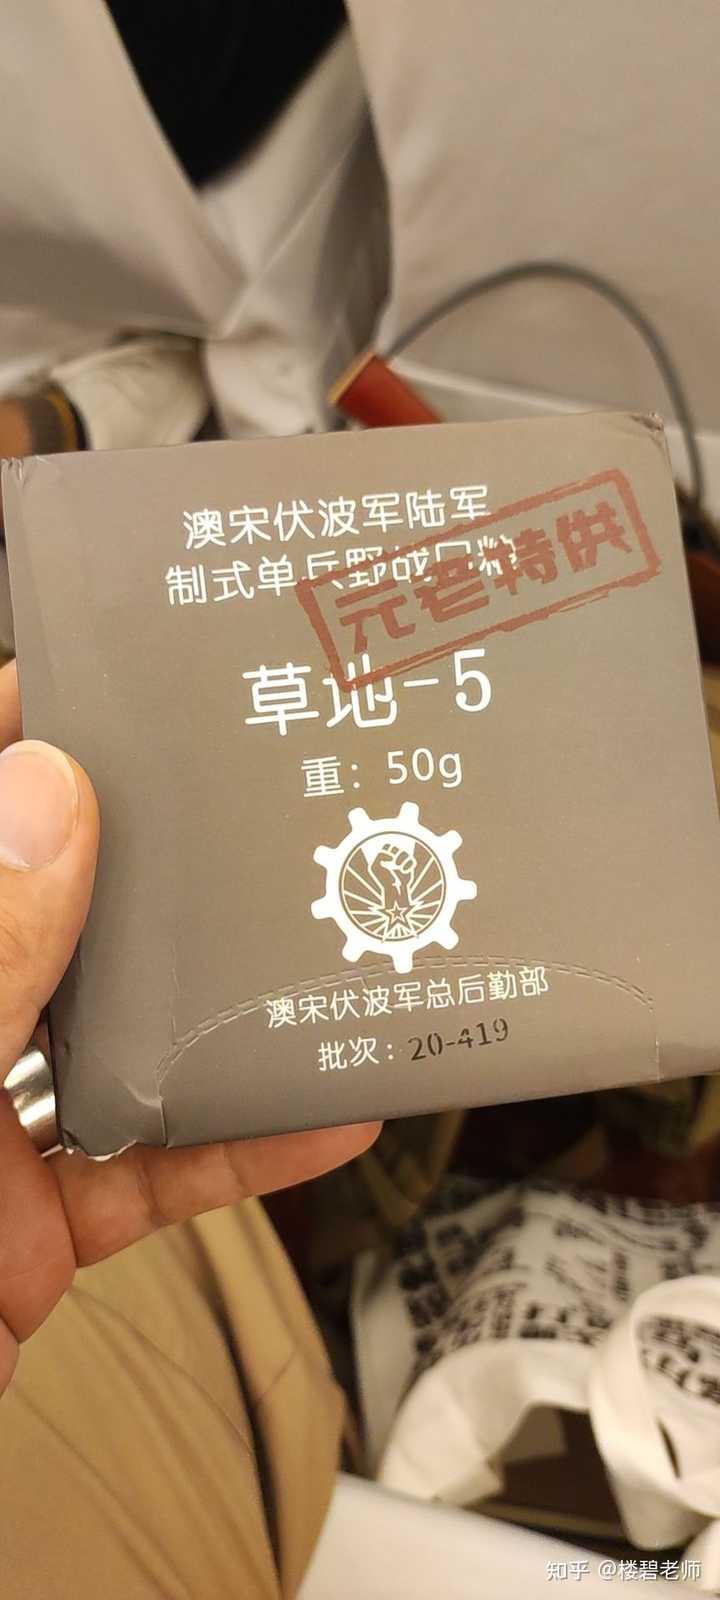 澳宋伏波军陆军
制式单兵野战口粮
元老特供
草地-5
重：50g
澳宋伏波军总后勤部
批次：20-419
知乎 @楼碧老师